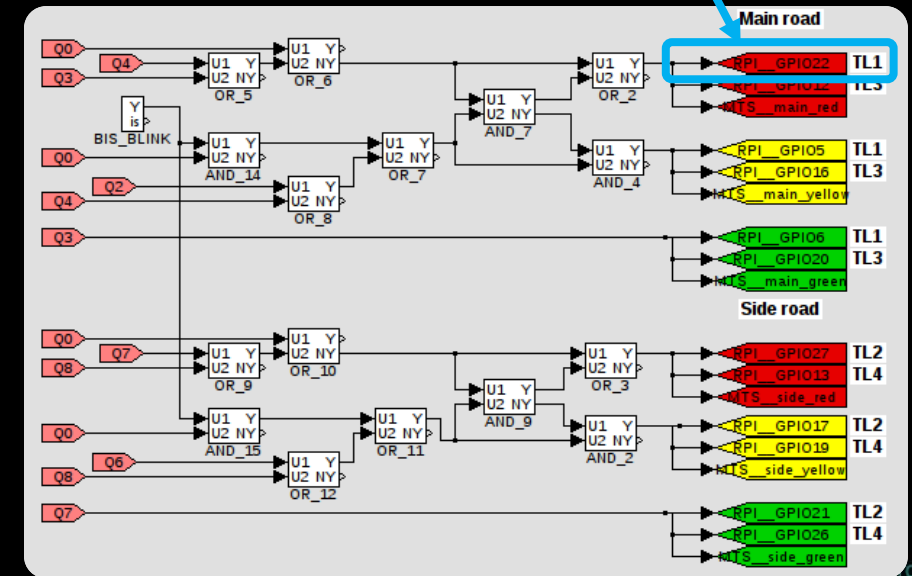 Main road
Q0 U1 Y
Q4 U1 Y U2 NY U1 Y RPI__GPIO22 TL1
Q3 U2 NY OR_6 U2 NY RPI__GPIO12 TL3
OR_5 U1 Y OR_2 MTS__main_red
Y U2 NY
is AND_7
BIS_BLINK U1 Y U1 Y U1 Y RPI__GPIO5 TL1
Q0 U2 NY U2 NY U2 NY RPI__GPIO16 TL3
AND_14 OR_7 AND_4
Q2 U1 Y MTS__main_yellow
Q4 U2 NY
OR_8
Q3 RPI__GPIO6 TL1
RPI__GPIO20 TL3
MTS__main_green
Side road
Q0 U1 Y
Q7 U1 Y U2 NY U1 Y RPI__GPIO27 TL2
Q8 U2 NY OR_10 U2 NY RPI__GPIO13 TL4
OR_9 U1 Y OR_3 MTS__side_red
U2 NY
U1 Y U1 Y AND_9 U1 Y RPI__GPIO17 TL2
Q0 U2 NY U2 NY U2 NY RPI__GPIO19 TL4
AND_15 OR_11 AND_2
Q6 U1 Y MTS__side_yellow
Q8 U2 NY
OR_12
Q7 RPI__GPIO21 TL2
RPI__GPIO26 TL4
MTS__side_green